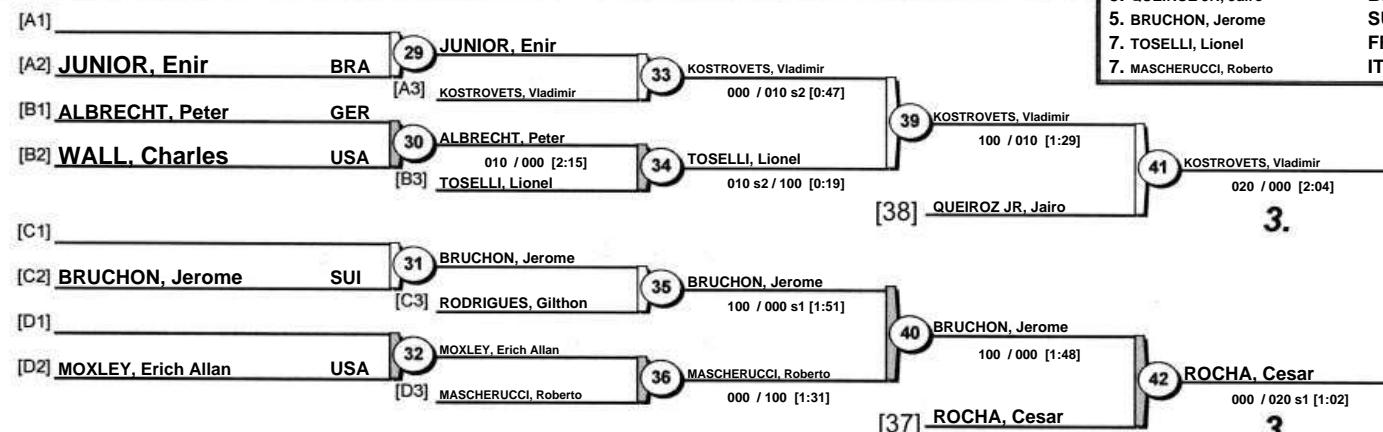 5. BRUCHON, Jerome
7. TOSELLI, Lionel
7. MASCHERUCCI, Roberto
[A1]
[A2] JUNIOR, Enir BRA
29 JUNIOR, Enir
[A3] KOSTROVETS, Vladimir
33 KOSTROVETS, Vladimir
000 / 010 s2 [0:47]
[B1] ALBRECHT, Peter GER
[B2] WALL, Charles USA
30 ALBRECHT, Peter
010 / 000 [2:15]
[B3] TOSELLI, Lionel
34 TOSELLI, Lionel
010 s2 / 100 [0:19]
39 KOSTROVETS, Vladimir
100 / 010 [1:29]
[38] QUEIROZ JR, Jairo
41 KOSTROVETS, Vladimir
020 / 000 [2:04]
3.
[C1]
[C2] BRUCHON, Jerome SUI
31 BRUCHON, Jerome
[C3] RODRIGUES, Gilthon
35 BRUCHON, Jerome
100 / 000 s1 [1:51]
[D1]
[D2] MOXLEY, Erich Allan USA
32 MOXLEY, Erich Allan
[D3] MASCHERUCCI, Roberto
36 MASCHERUCCI, Roberto
000 / 100 [1:31]
40 BRUCHON, Jerome
100 / 000 [1:48]
[37] ROCHA, Cesar
42 ROCHA, Cesar
000 / 020 s1 [1:02]